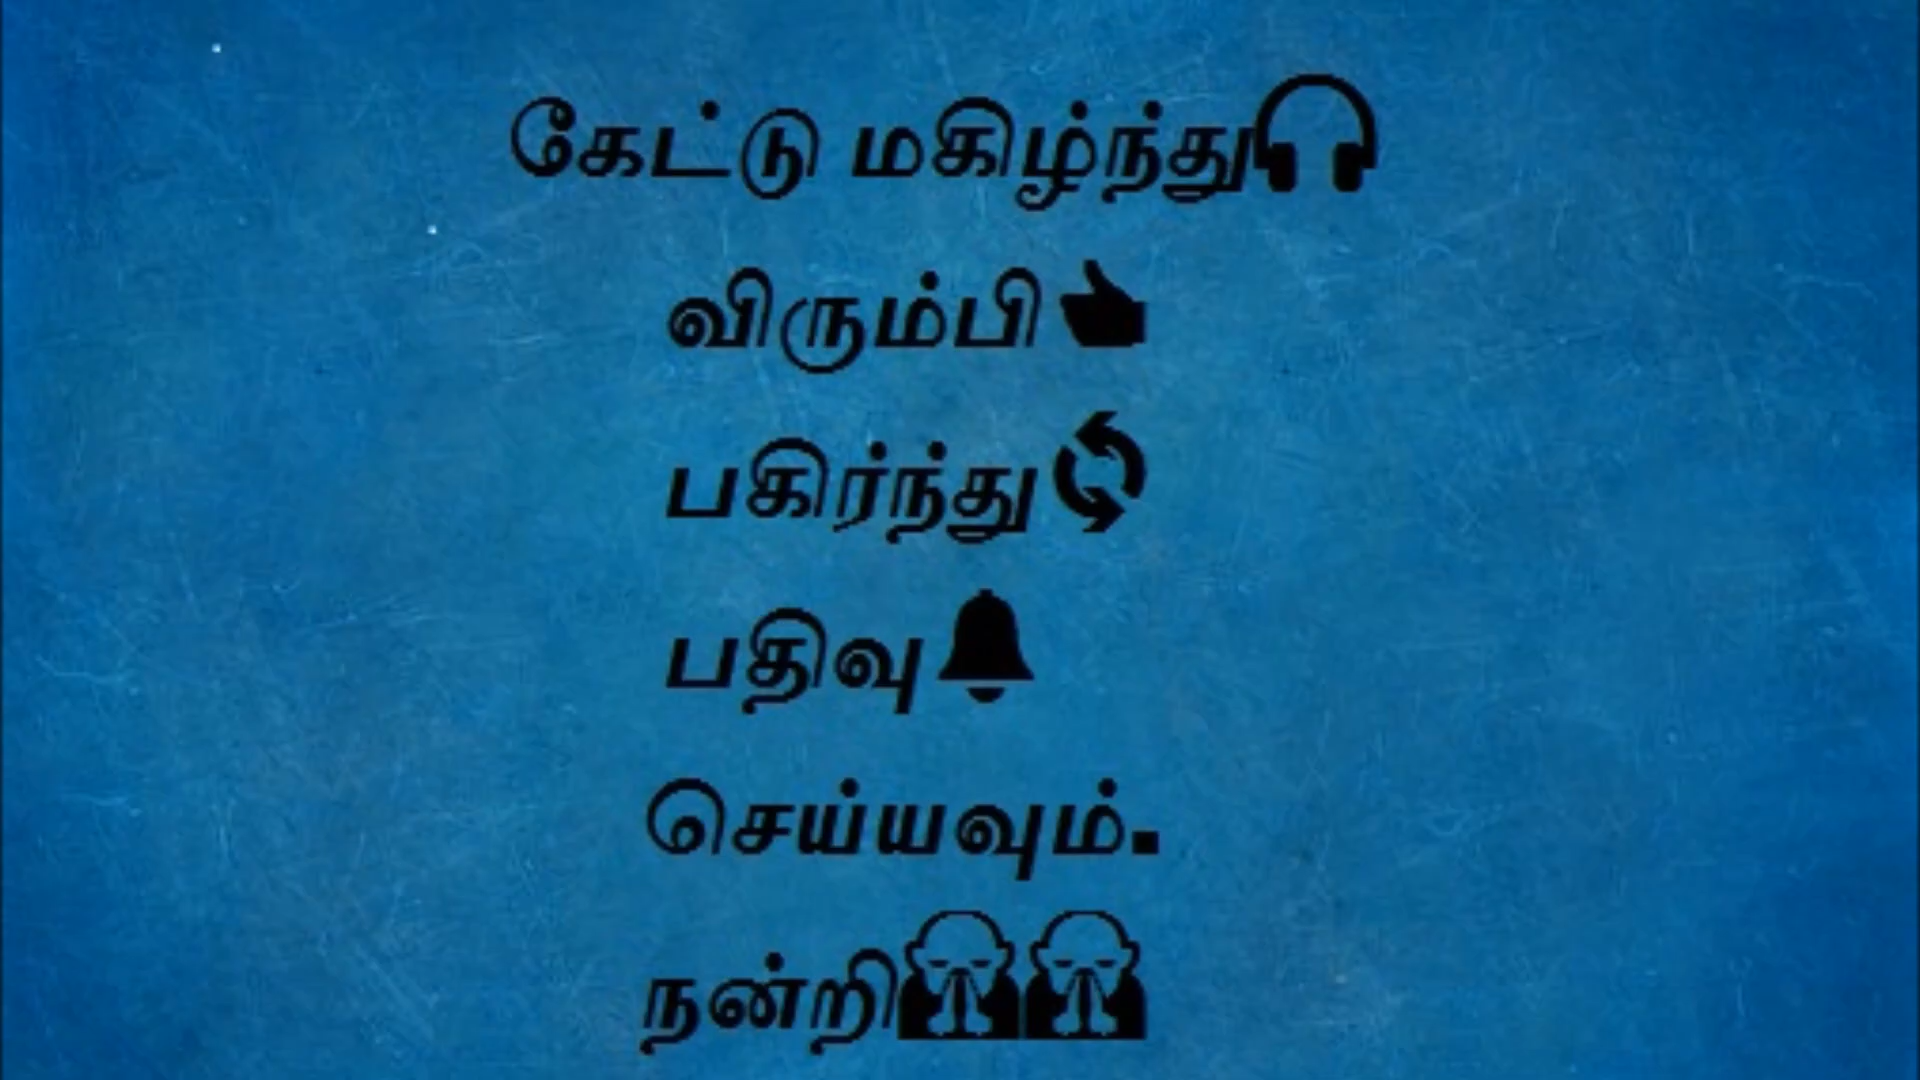 கேட்டு மகிழ்ந்து🎧
விரும்பி👍
பகிர்ந்து🔄
பதிவு🔔
செய்யவும்.
நன்றி🙏🙏